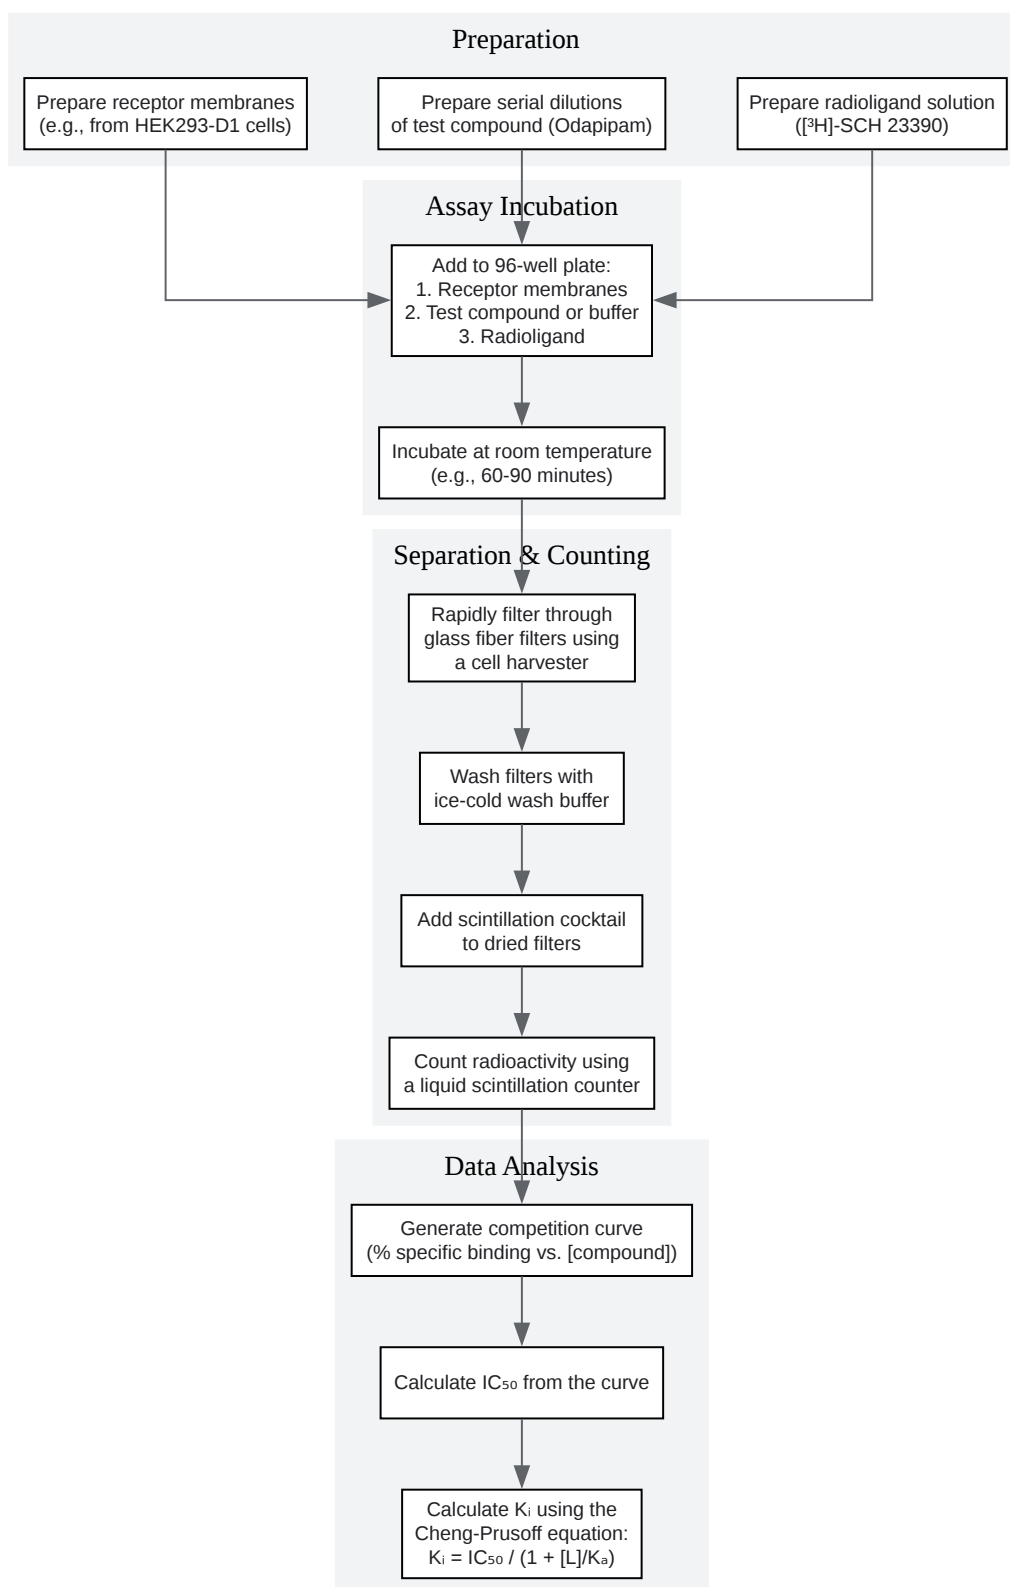 Preparation
Prepare receptor membranes
(e.g., from HEK293-D1 cells)
Prepare serial dilutions
of test compound (Odapipam)
Prepare radioligand solution
([³H]-SCH 23390)
Assay Incubation
Add to 96-well plate:
1. Receptor membranes
2. Test compound or buffer
3. Radioligand
Incubate at room temperature
(e.g., 60-90 minutes)
Separation & Counting
Rapidly filter through
glass fiber filters using
a cell harvester
Wash filters with
ice-cold wash buffer
Add scintillation cocktail
to dried filters
Count radioactivity using
a liquid scintillation counter
Data Analysis
Generate competition curve
(% specific binding vs. [compound])
Calculate IC₅₀ from the curve
Calculate Kᵢ using the
Cheng-Prusoff equation:
Kᵢ = IC₅₀ / (1 + [L]/Kₐ)